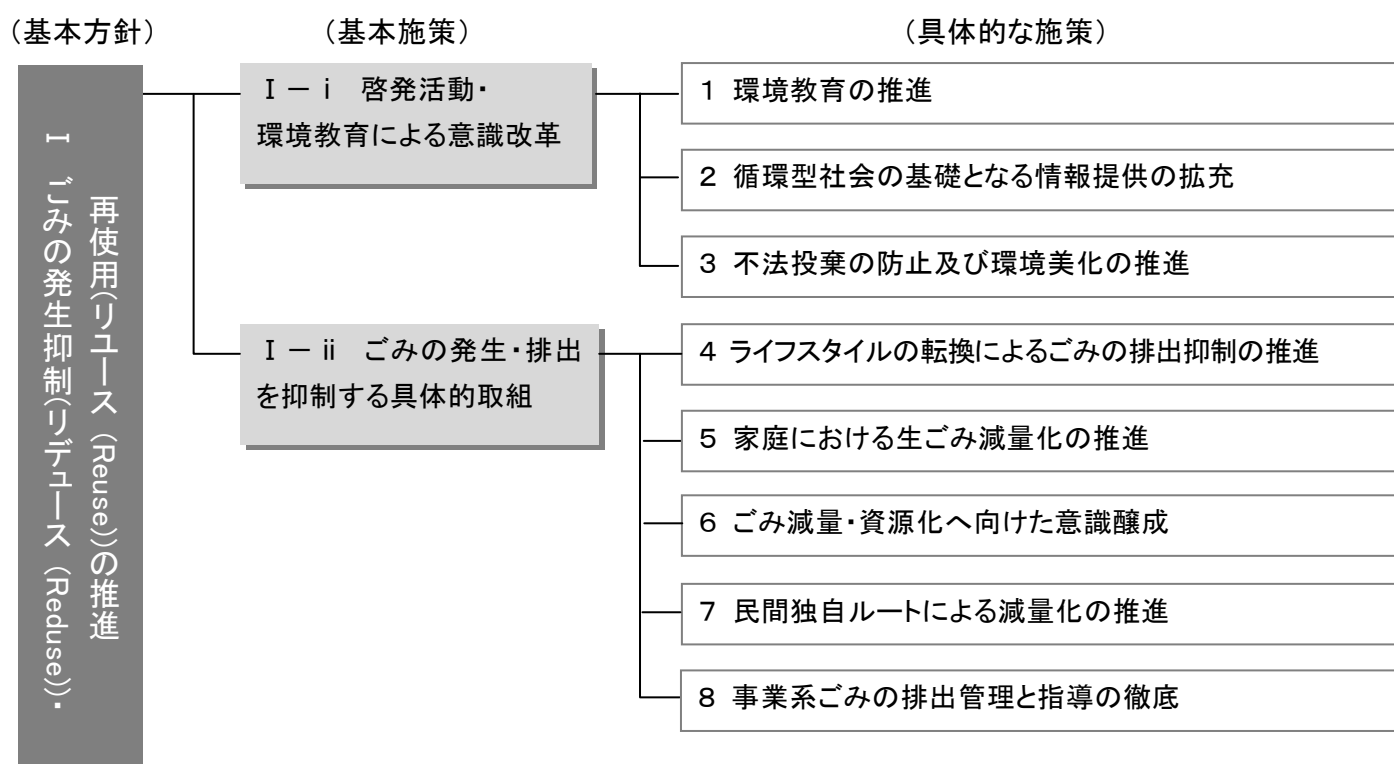 （基本方針）
（基本施策）
（具体的な施策）
Ⅰ ごみの発生抑制(リデュース（Reduse))・
再使用(リユース（Reuse))の推進
Ⅰ－ⅰ 啓発活動・
環境教育による意識改革
1 環境教育の推進
2 循環型社会の基礎となる情報提供の拡充
3 不法投棄の防止及び環境美化の推進
Ⅰ－ⅱ ごみの発生・排出
を抑制する具体的取組
4 ライフスタイルの転換によるごみの排出抑制の推進
5 家庭における生ごみ減量化の推進
6 ごみ減量・資源化へ向けた意識醸成
7 民間独自ルートによる減量化の推進
8 事業系ごみの排出管理と指導の徹底